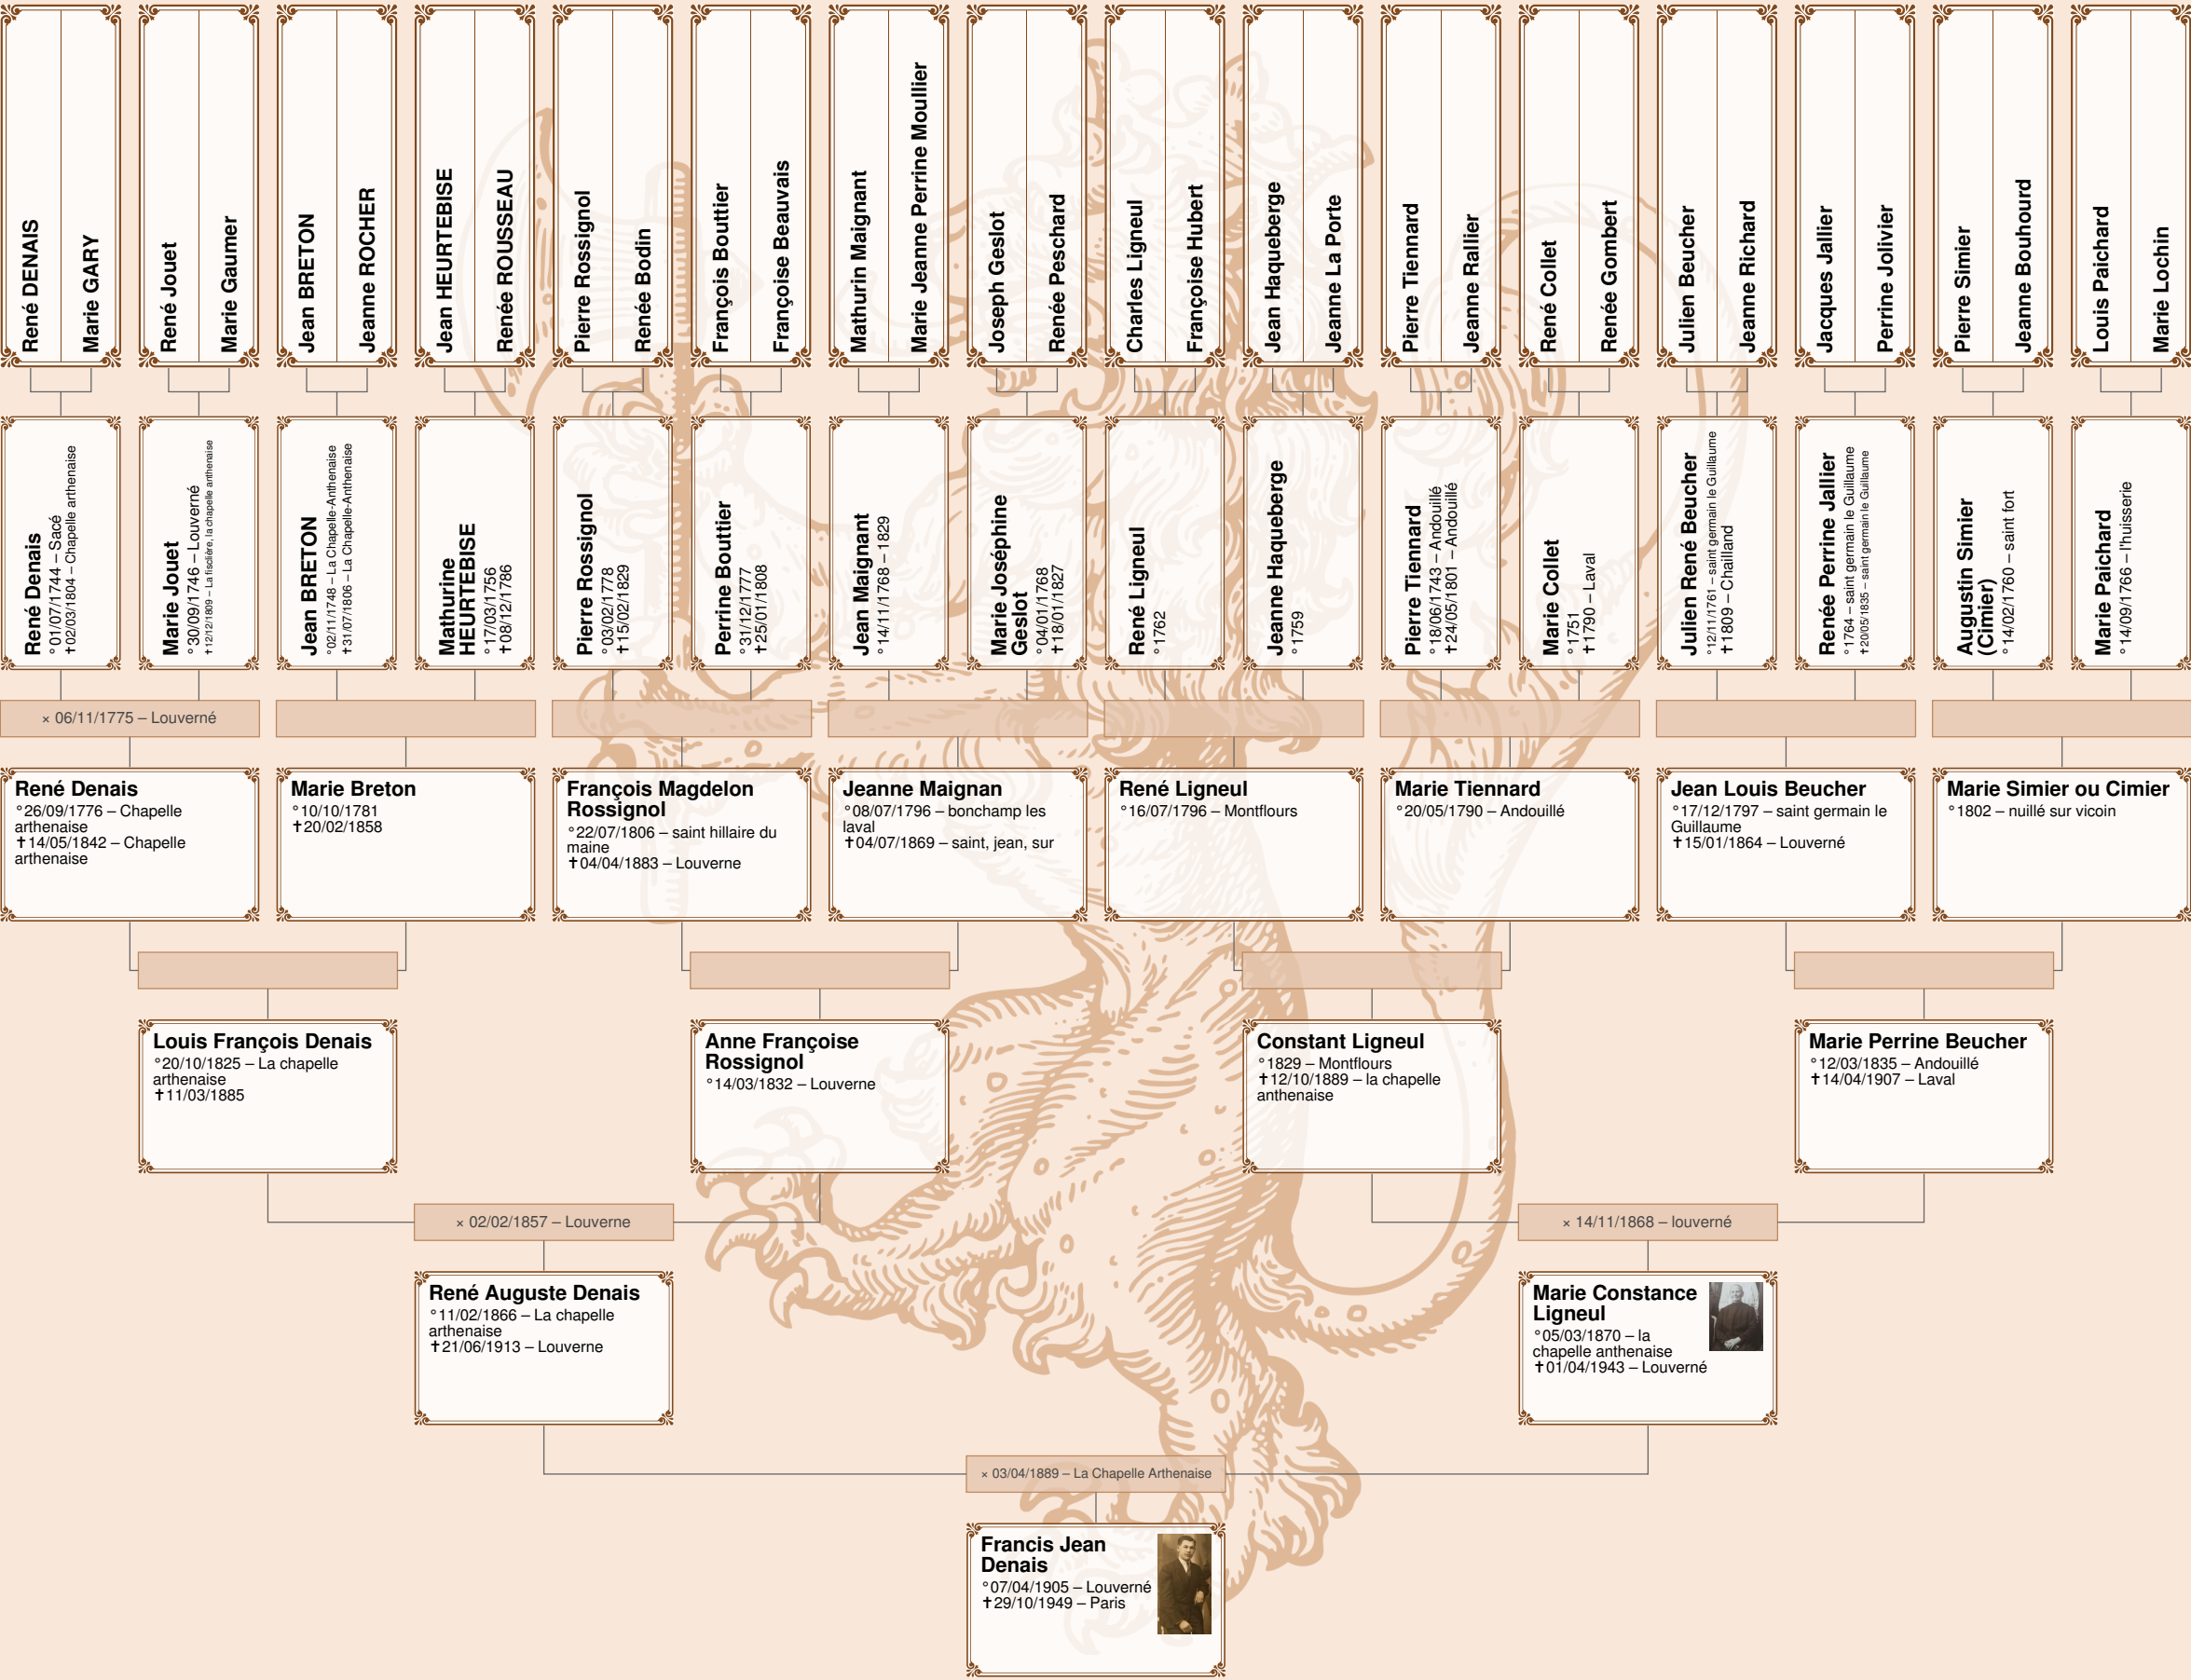 René DENAIS
Marie GARY
René Jouet
Marie Gaumer
Jean BRETON
Jeanne ROCHER
Jean HEURTEBISE
Renée ROUSSEAU
Pierre Rossignol
Renée Bodin
François Bouttier
Françoise Beauvais
Mathurin Maignant
Marie Jeanne Perrine Moullier
Joseph Geslot
Renée Peschard
Charles Ligneul
Françoise Hubert
Jean Haqueberge
Jeanne La Porte
Pierre Tiennard
Jeanne Rallier
René Collet
Renée Gombert
Julien Beucher
Jeanne Richard
Jacques Jallier
Perrine Jolivier
Pierre Simier
Jeanne Bouhourd
Louis Paichard
Marie Lochin
René Denais
°01/07/1744 – Sacé
✝02/03/1804 – Chapelle arthenaise
Marie Jouet
°30/09/1746 – Louverné
✝12/12/1809 – La fisolière, la chapelle anthenaise
Jean BRETON
°02/11/1748 – La Chapelle-Anthenaise
✝31/07/1806 – La Chapelle-Anthenaise
Mathurine
HEURTEBISE
°17/03/1756
✝08/12/1786
Pierre Rossignol
°03/02/1778
✝15/02/1829
Perrine Bouttier
°31/12/1777
✝25/01/1808
Jean Maignant
°14/11/1768 – 1829
Marie Joséphine
Geslot
°04/01/1768
✝18/01/1827
René Ligneul
°1762
Jeanne Haqueberge
°1759
Pierre Tiennard
°18/06/1743 – Andouillé
✝24/05/1801 – Andouillé
Marie Collet
°1751
✝1790 – Laval
Julien René Beucher
°12/11/1761 – saint germain le Guillaume
✝1809 – Chailland
Renée Perrine Jallier
°1764 – saint germain le Guillaume
✝20/05/1835 – saint germain le Guillaume
Augustin Simier
(Cimier)
°14/02/1760 – saint fort
Marie Paichard
°14/09/1766 – l'huisserie
× 06/11/1775 – Louverné
René Denais
°26/09/1776 – Chapelle
arthenaise
✝14/05/1842 – Chapelle
arthenaise
Marie Breton
°10/10/1781
✝20/02/1858
François Magdelon
Rossignol
°22/07/1806 – saint hillaire du
maine
✝04/04/1883 – Louverne
Jeanne Maignan
°08/07/1796 – bonchamp les
laval
✝04/07/1869 – saint, jean, sur
René Ligneul
°16/07/1796 – Montflours
Marie Tiennard
°20/05/1790 – Andouillé
Jean Louis Beucher
°17/12/1797 – saint germain le
Guillaume
✝15/01/1864 – Louverné
Marie Simier ou Cimier
°1802 – nuillé sur vicoin
Louis François Denais
°20/10/1825 – La chapelle
arthenaise
✝11/03/1885
Anne Françoise
Rossignol
°14/03/1832 – Louverne
Constant Ligneul
°1829 – Montflours
✝12/10/1889 – la chapelle
anthenaise
Marie Perrine Beucher
°12/03/1835 – Andouillé
✝14/04/1907 – Laval
× 02/02/1857 – Louverne
× 14/11/1868 – louverné
René Auguste Denais
°11/02/1866 – La chapelle
arthenaise
✝21/06/1913 – Louverne
Marie Constance
Ligneul
°05/03/1870 – la
chapelle anthenaise
✝01/04/1943 – Louverné
× 03/04/1889 – La Chapelle Arthenaise
Francis Jean
Denais
°07/04/1905 – Louverné
✝29/10/1949 – Paris